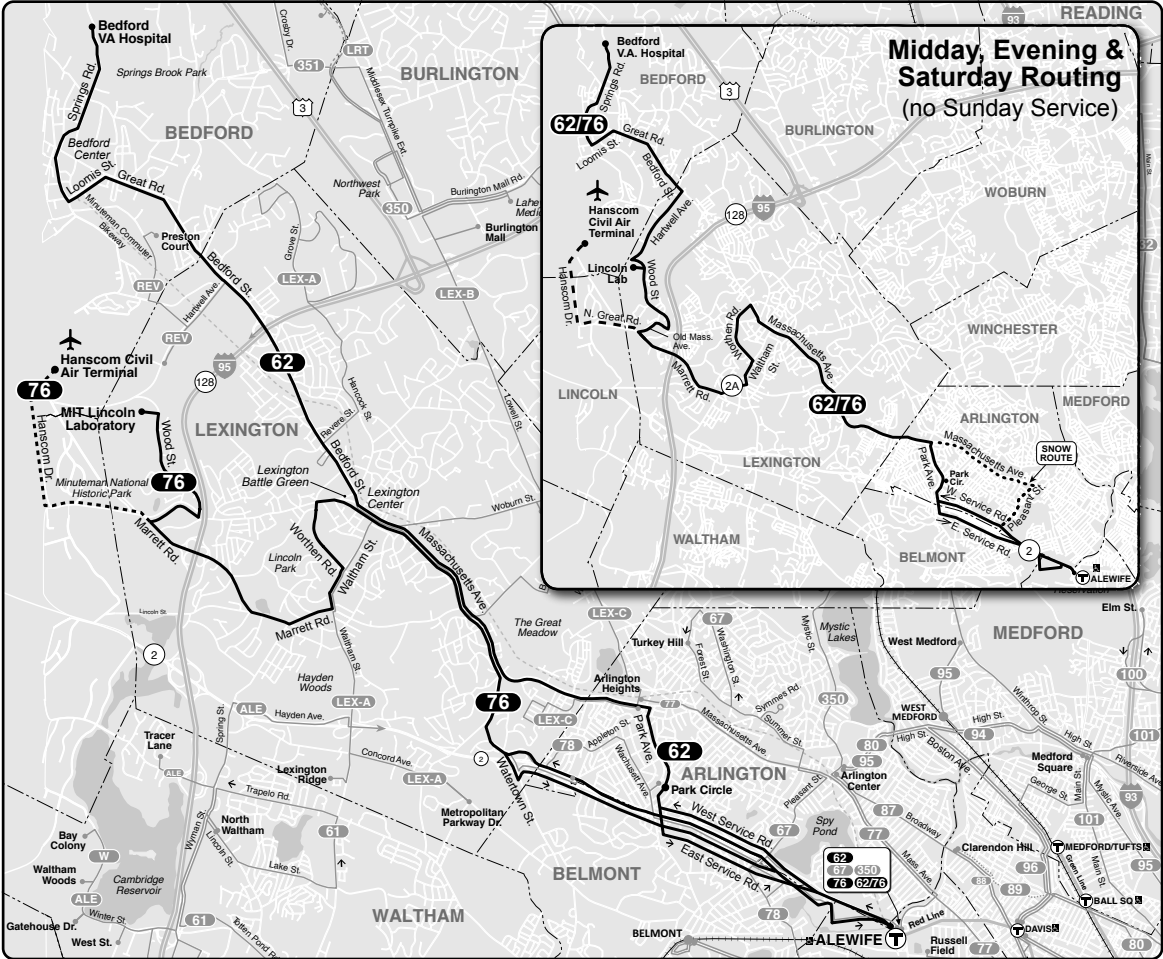 Bedford
VA Hospital
Springs Rd.
Springs Brook Park
Crosby Dr.
LRT
351
Middlesex Turnpike Ext.
BURLINGTON
3
BEDFORD
Bedford
Center
Loomis St.
Great Rd.
Minuteman Commuter
Bikeway
Preston
Court
Northwest
Park
350
Burlington Mall Rd.
Burlington
Mall
Grove St.
LEX-A
LEX-B
REV
Hartwell Ave.
Bedford St.
REV
Hanscom Civil
Air Terminal
76
95
128
62
MIT Lincoln
Laboratory
Hanscom Dr.
Wood St.
LEXINGTON
Hancock St.
Revere St.
Lowell St.
Bedford St.
76
Minuteman National
Historic Park
Lexington
Battle Green
Lexington
Center
Woburn St.
Marrett Rd.
Worthen Rd.
Lincoln
Park
Waltham St.
Massachusetts Ave.
Lincoln St.
Marrett Rd.
Waltham St.
2
Hayden
Woods
LEX-A
The Great
Meadow
LEX-C
Turkey Hill
67
Forest St.
Washington St.
Mystic St.
Mystic
Lakes
West Medford
MEDFORD
Elm St.
95
100
Winthrop St.
Arlington
Heights
77
76
LEX-C
78
Appleton St.
Park Ave.
Wachusett Ave.
62
Massachusetts Ave.
Symmes Rd.
Summer St.
350
WEST
MEDFORD
High St.
94
High St.
101
80
95
High St.
Boston Ave.
Medford
Square
Riverside Ave.
ALE
Hayden Ave.
Spring St.
Tracer
Lane
ALE
Concord Ave.
LEX-A
Lexington
Ridge
2
Watertown St.
Trapelo Rd.
Metropolitan
Parkway Dr.
ARLINGTON
Park Circle
Pleasant St.
Arlington
Center
George St.
Main St.
Mystic Ave.
93
101
North
Waltham
Wyman St.
Lincoln St.
61
Lake St.
Bay
Colony
W
Waltham
Woods
ALE
Cambridge
Reservoir
Winter St
Gatehouse Dr.
West St.
61
Totten Pond Rd.
WALTHAM
BELMONT
West Service Rd.
East Service Rd.
67
Spy
Pond
87
77
Broadway
Mass Ave.
Clarendon Hill
88
96
89
T MEDFORD/TUFTS
Green Line
Main St.
95
T BALL SQ
62
67 350
76 62/76
78
BELMONT
ALEWIFE T
Red Line
Russell
Field
77
T DAVIS
80
READING
93
Midday, Evening &
Saturday Routing
(no Sunday Service)
Bedford
V.A. Hospital
BEDFORD
Springs Rd.
3
62/76
Great Rd.
Loomis St.
Bedford St.
BURLINGTON
WOBURN
Hanscom
Civil Air
Terminal
Hartwell Ave.
128
95
Lincoln
Lab
Wood St
Hanscom Dr.
N. Great Rd.
Old Mass.
Ave.
Worthen Rd.
Waltham
St.
Massachusetts Ave.
WINCHESTER
Marrett Rd.
2A
LINCOLN
62/76
MEDFORD
ARLINGTON
Massachusetts Ave.
SNOW
ROUTE
LEXINGTON
Park Ave.
Park
Cir.
W. Service Rd.
Pleasant St.
E. Service Rd.
2
WALTHAM
BELMONT
T ALEWIFE